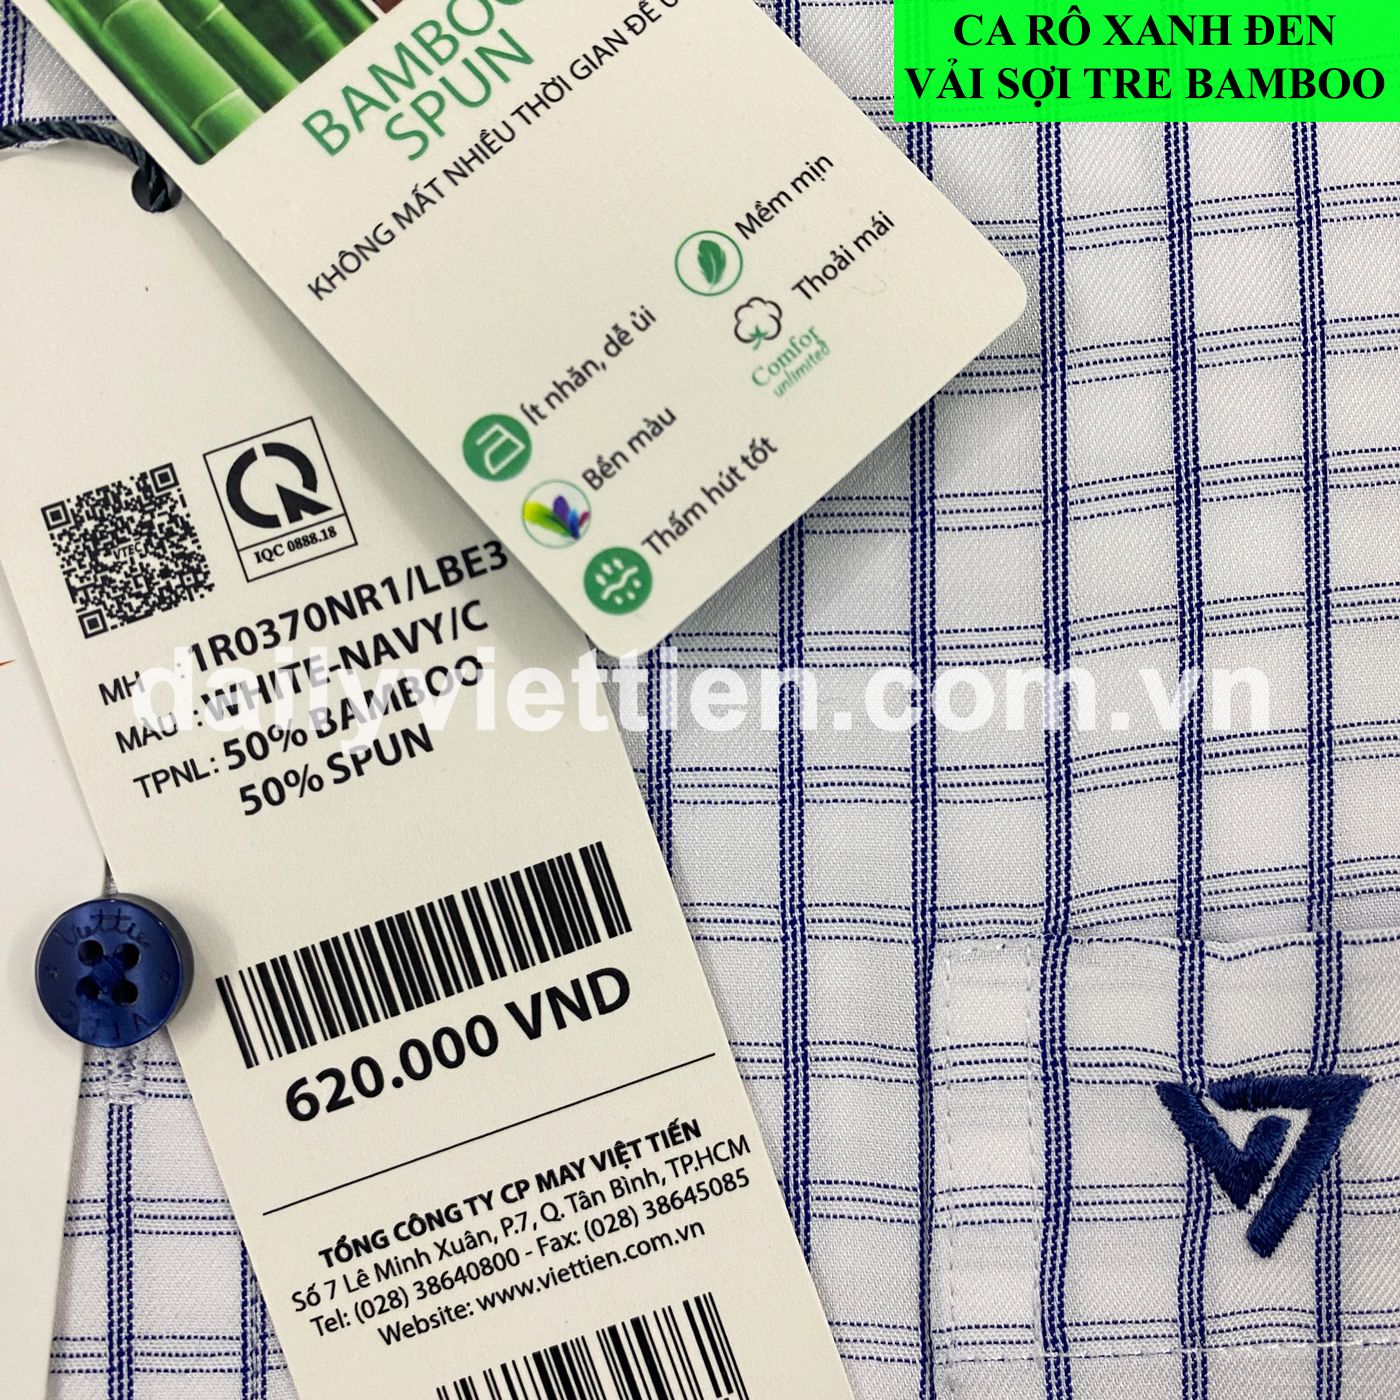 CA RÔ XANH ĐEN
VẢI SỢI TRE BAMBOO
BAMBOO
SPUN
KHÔNG MẤT NHIỀU THỜI GIAN ĐỂ
Mềm mịn
Thoải mái
Comfor
unlimited
Ít nhăn, dễ ủi
Bền màu
Thấm hút tốt
VTEC
IQC 0888.18
MH : 1R0370NR1/LBE3
MÀU : WHITE-NAVY/C
TPNL: 50% BAMBOO
50% SPUN
dailyviettien.com.vn
620.000 VND
TỔNG CÔNG TY CP MAY VIỆT TIẾN
Số 7 Lê Minh Xuân, P.7, Q. Tân Bình, TP.HCM
Tel: (028) 38640800 - Fax: (028) 38645085
Website: www.viettien.com.vn